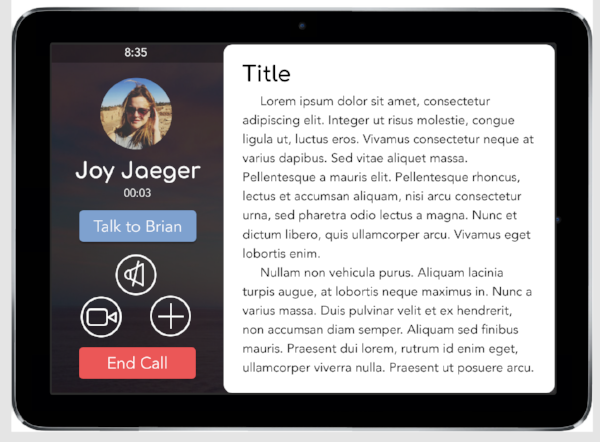 8:35
Joy Jaeger
00:03
Talk to Brian
End Call
Title
Lorem ipsum dolor sit amet, consectetur
adipiscing elit. Integer ut risus molestie, congue
ligula ut, luctus eros. Vivamus consectetur neque at
varius dapibus. Sed vitae aliquet massa.
Pellentesque a mauris elit. Pellentesque rhoncus,
lectus et accumsan aliquam, nisi arcu consectetur
urna, sed pharetra odio lectus a magna. Nunc et
dictum libero, quis ullamcorper arcu. Vivamus eget
lobortis enim.
Nullam non vehicula purus. Aliquam lacinia
turpis augue, at lobortis neque maximus in. Nunc a
varius massa. Duis pulvinar velit et ex hendrerit,
non accumsan diam semper. Aliquam sed finibus
mauris. Praesent dui lorem, rutrum id enim eget,
ullamcorper viverra nulla. Praesent ut posuere arcu.